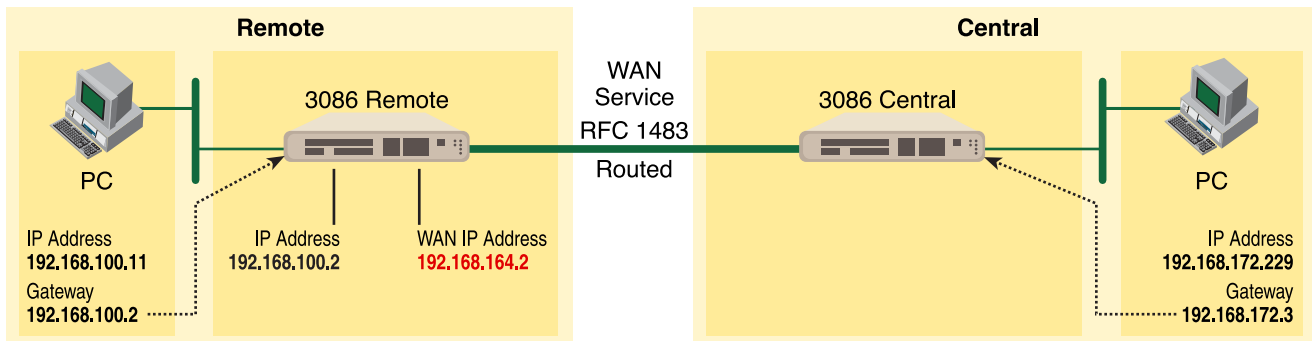 Remote
Central
3086 Remote
WAN
Service
RFC 1483
Routed
3086 Central
PC
PC
IP Address
192.168.100.11
Gateway
192.168.100.2
IP Address
192.168.100.2
WAN IP Address
192.168.164.2
IP Address
192.168.172.229
Gateway
192.168.172.3